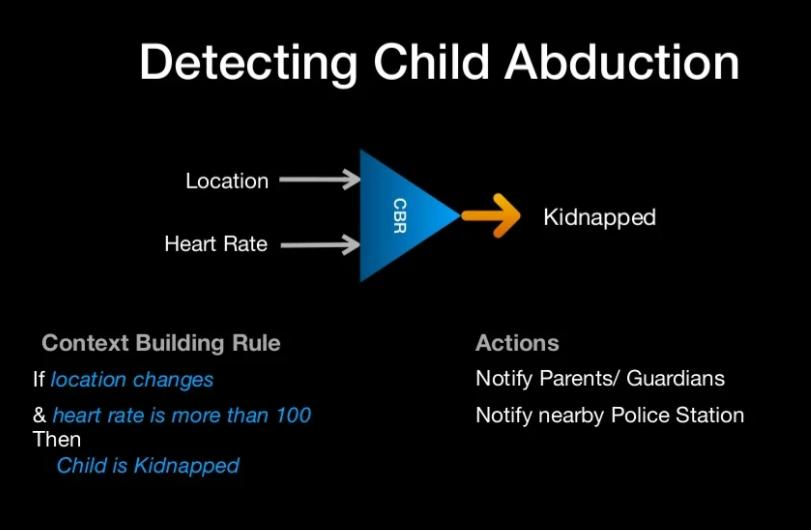 Detecting Child Abduction
Location
Heart Rate
CBR
Kidnapped
Context Building Rule
If location changes
& heart rate is more than 100
Then
Child is Kidnapped
Actions
Notify Parents/ Guardians
Notify nearby Police Station